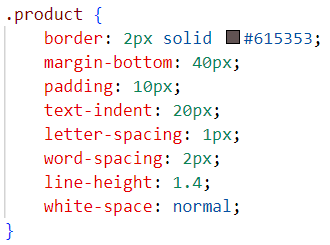 .product {
    border: 2px solid #615353;
    margin-bottom: 40px;
    padding: 10px;
    text-indent: 20px;
    letter-spacing: 1px;
    word-spacing: 2px;
    line-height: 1.4;
    white-space: normal;
}